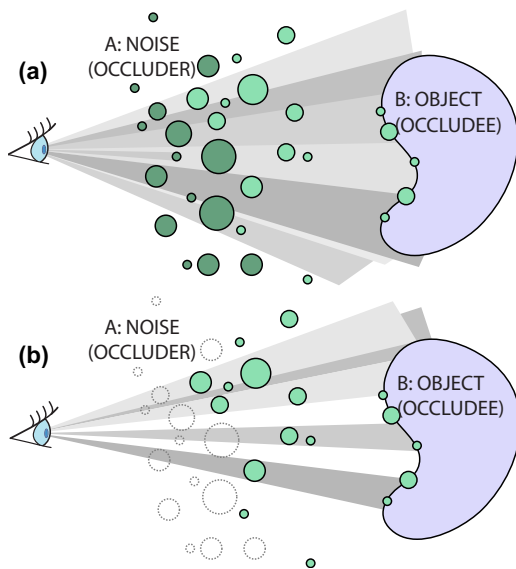 A: NOISE
(OCCLUDER)
(a)
B: OBJECT
(OCCLUDEE)
A: NOISE
(OCCLUDER)
(b)
B: OBJECT
(OCCLUDEE)